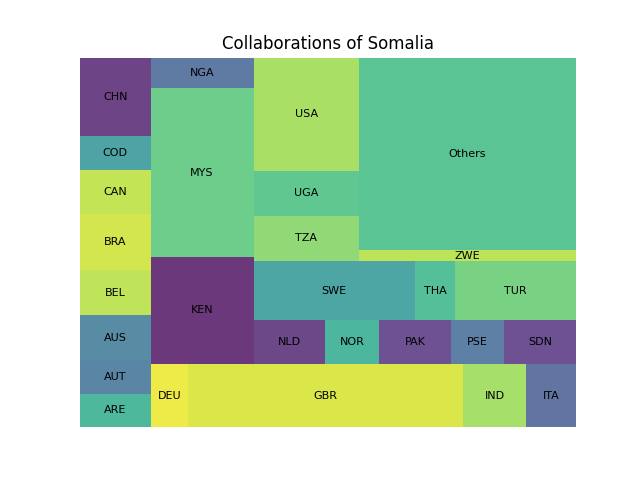 Collaborations of Somalia
CHN
NGA
USA
Others
COD
MYS
CAN
UGA
BRA
TZA
ZWE
BEL
KEN
SWE
THA
TUR
AUS
NLD
NOR
PAK
PSE
SDN
AUT
DEU
GBR
IND
ITA
ARE